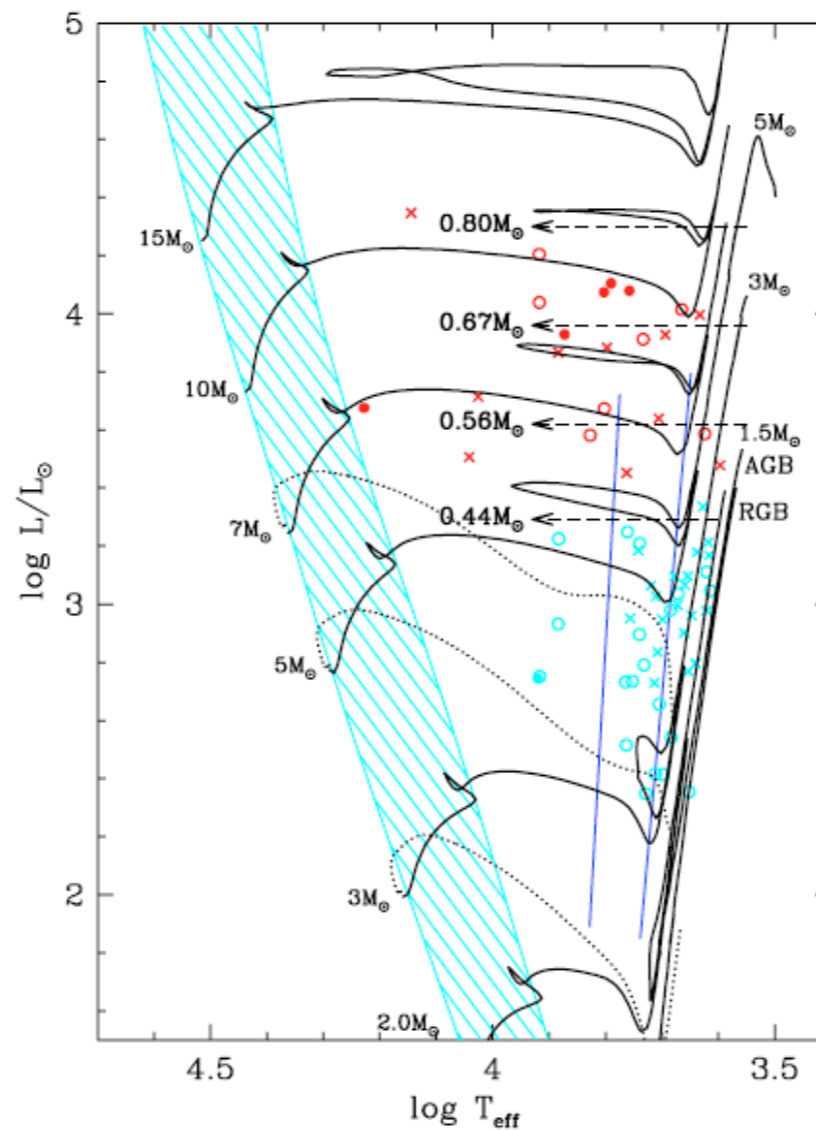 5
5M⊙
0.80M⊙
15M⊙
3M⊙
4
0.67M⊙
10M⊙
0.56M⊙
1.5M⊙
AGB
0.44M⊙
RGB
7M⊙
log L/L⊙
3
5M⊙
2
3M⊙
2.0M⊙
4.5
4
3.5
log Teff